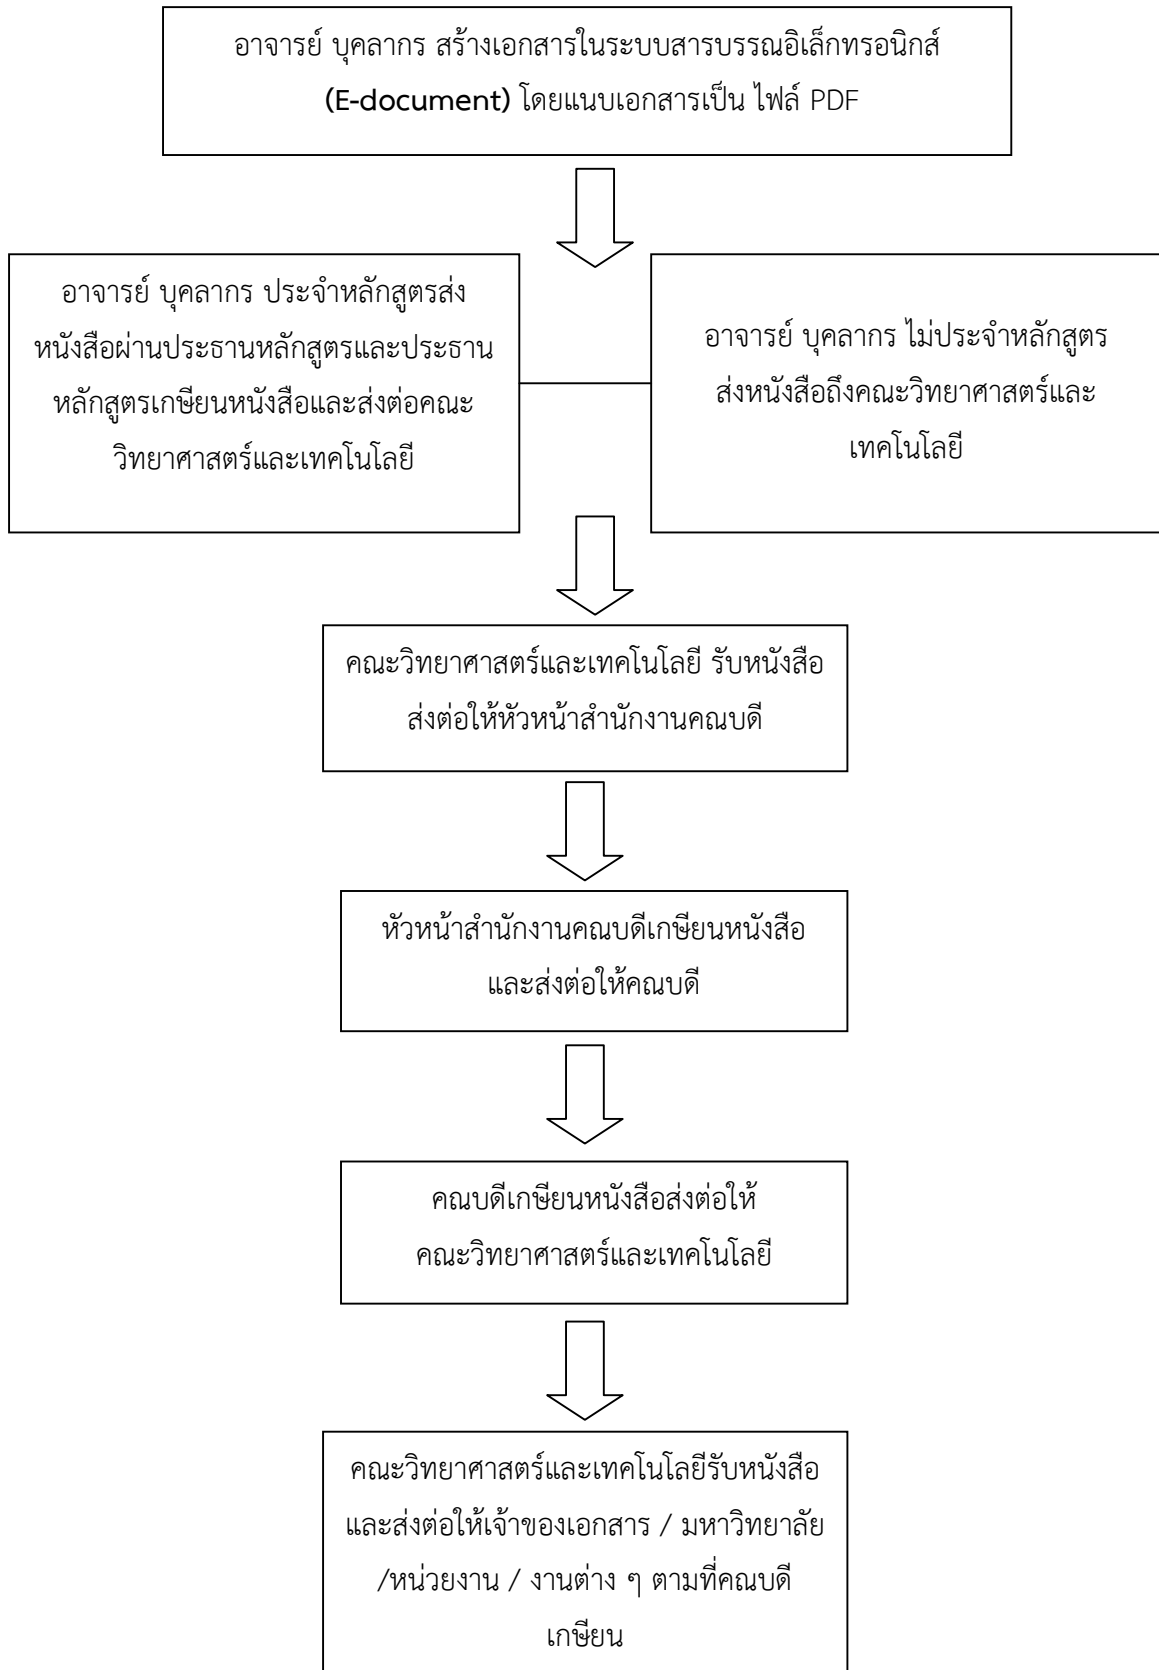 อาจารย์ บุคลากร สร้างเอกสารในระบบสารบรรณอิเล็กทรอนิกส์
(E-document) โดยแนบเอกสารเป็น ไฟล์ PDF
อาจารย์ บุคลากร ประจำหลักสูตรส่ง
หนังสือผ่านประธานหลักสูตรและประธาน
หลักสูตรเกษียนหนังสือและส่งต่อคณะ
วิทยาศาสตร์และเทคโนโลยี
อาจารย์ บุคลากร ไม่ประจำหลักสูตร
ส่งหนังสือถึงคณะวิทยาศาสตร์และ
เทคโนโลยี
คณะวิทยาศาสตร์และเทคโนโลยี รับหนังสือ
ส่งต่อให้หัวหน้าสำนักงานคณบดี
หัวหน้าสำนักงานคณบดีเกษียนหนังสือ
และส่งต่อให้คณบดี
คณบดีเกษียนหนังสือส่งต่อให้
คณะวิทยาศาสตร์และเทคโนโลยี
คณะวิทยาศาสตร์และเทคโนโลยีรับหนังสือ
และส่งต่อให้เจ้าของเอกสาร / มหาวิทยาลัย
/หน่วยงาน / งานต่าง ๆ ตามที่คณบดี
เกษียน